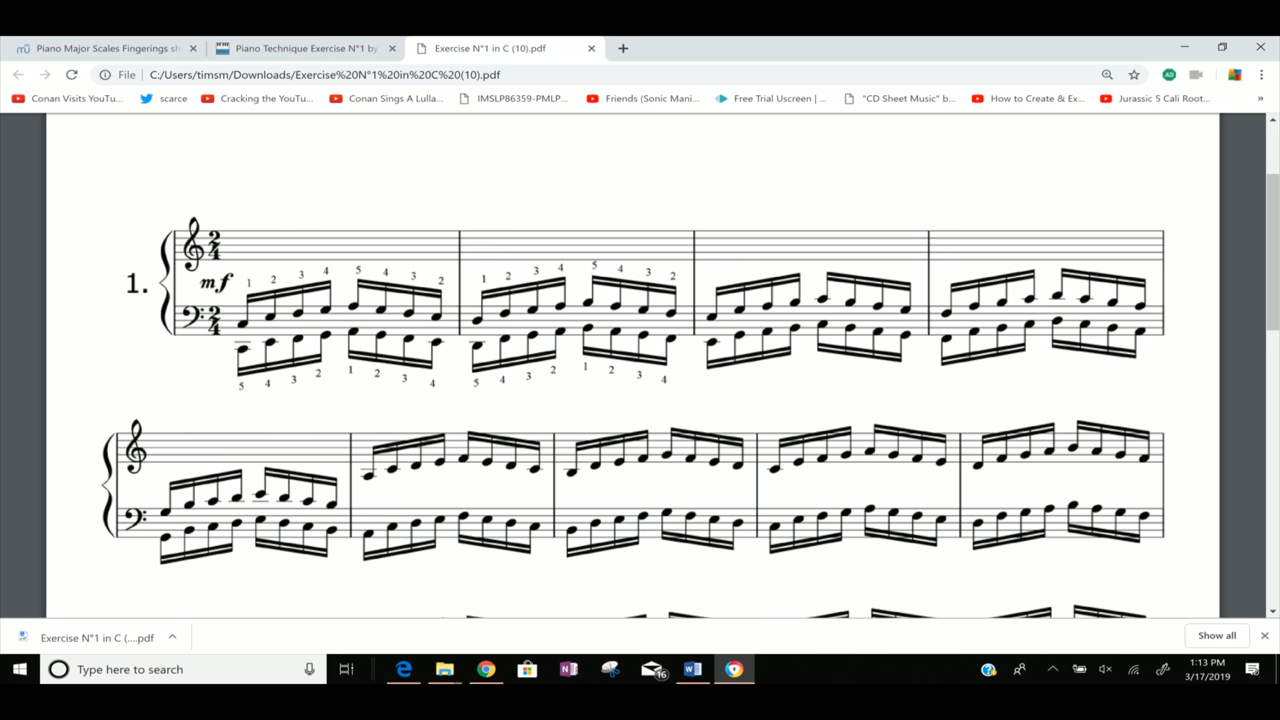 Piano Major Scales Fingerings sh
Piano Technique Exercise N°1 by
Exercise N°1 in C (10).pdf
File
C:/Users/timsm/Downloads/Exercise%20N°1%20in%20C%20(10).pdf
Conan Visits YouTu...
scarce
Cracking the YouTu...
Conan Sings A Lulla...
IMSLP86359-PMLP...
Friends (Sonic Mani...
Free Trial Uscreen | ...
"CD Sheet Music" b...
How to Create & Ex...
Jurassic 5 Cali Root...
»
1.
2
4
mf
1 2 3 4 5 4 3 2
1 2 3 4 5 4 3 2
2
4
5 4 3 2 1 2 3 4
5 4 3 2 1 2 3 4
Exercise N°1 in C (....pdf
Show all
Type here to search
16
1:13 PM
3/17/2019